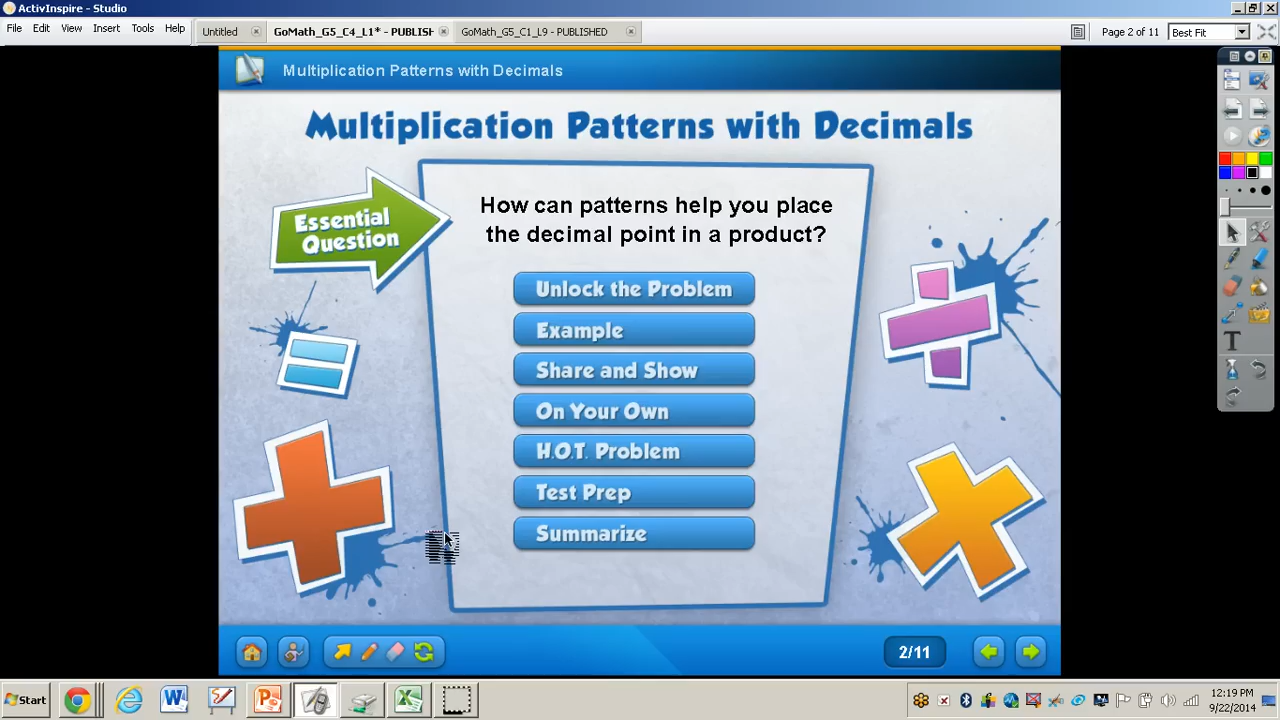 ActivInspire - Studio
File Edit View Insert Tools Help
Untitled GoMath_G5_C4_L1* - PUBLISH GoMath_G5_C1_L9 - PUBLISHED Page 2 of 11 Best Fit
Multiplication Patterns with Decimals
Multiplication Patterns with Decimals
Essential
Question
How can patterns help you place
the decimal point in a product?
Unlock the Problem
Example
Share and Show
On Your Own
H.O.T. Problem
Test Prep
Summarize
2/11
Start
12:19 PM
9/22/2014